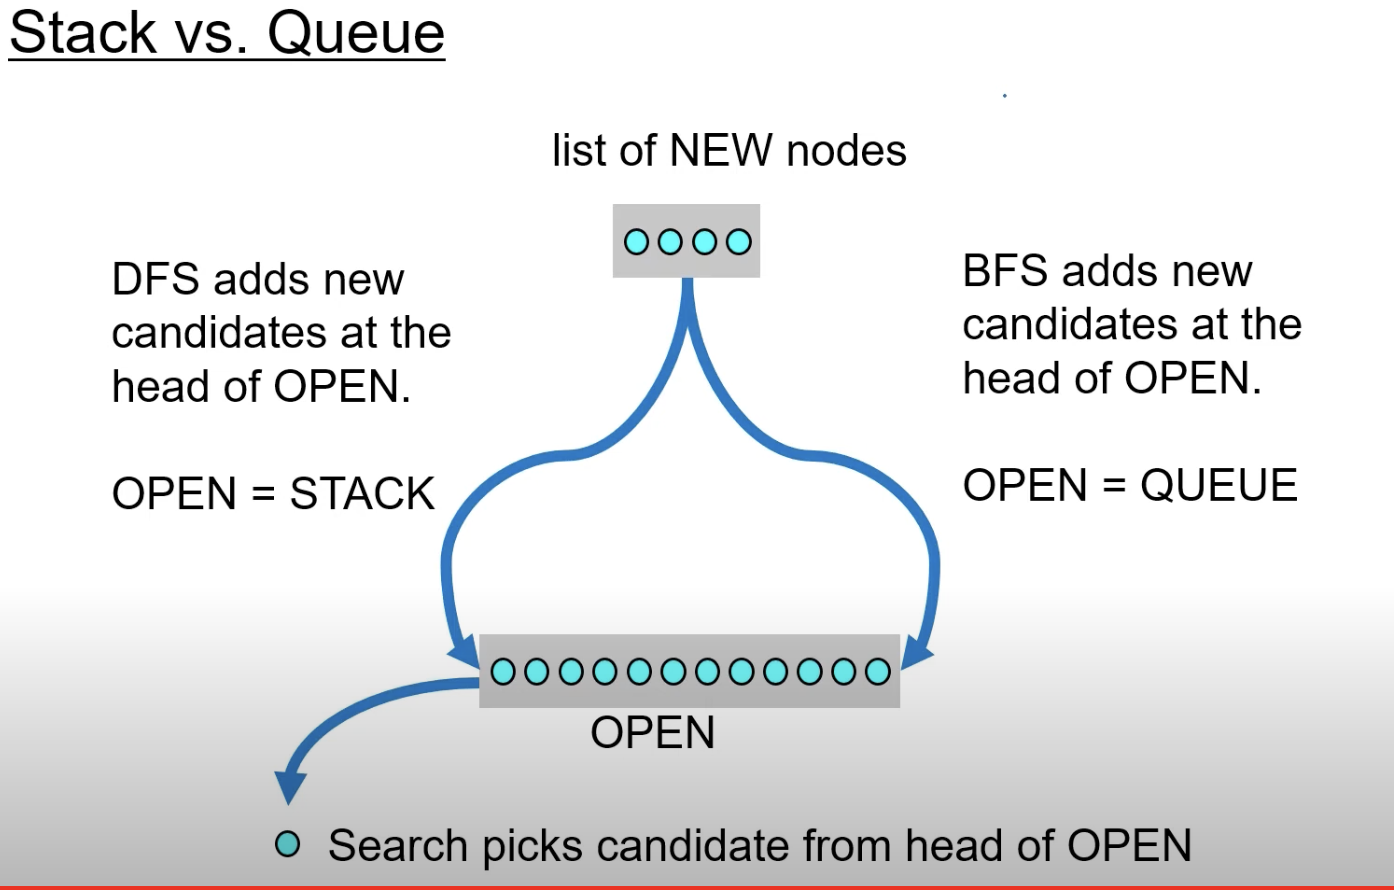 Stack vs. Queue
list of NEW nodes
DFS adds new
candidates at the
head of OPEN.
OPEN = STACK
BFS adds new
candidates at the
head of OPEN.
OPEN = QUEUE
OPEN
Search picks candidate from head of OPEN